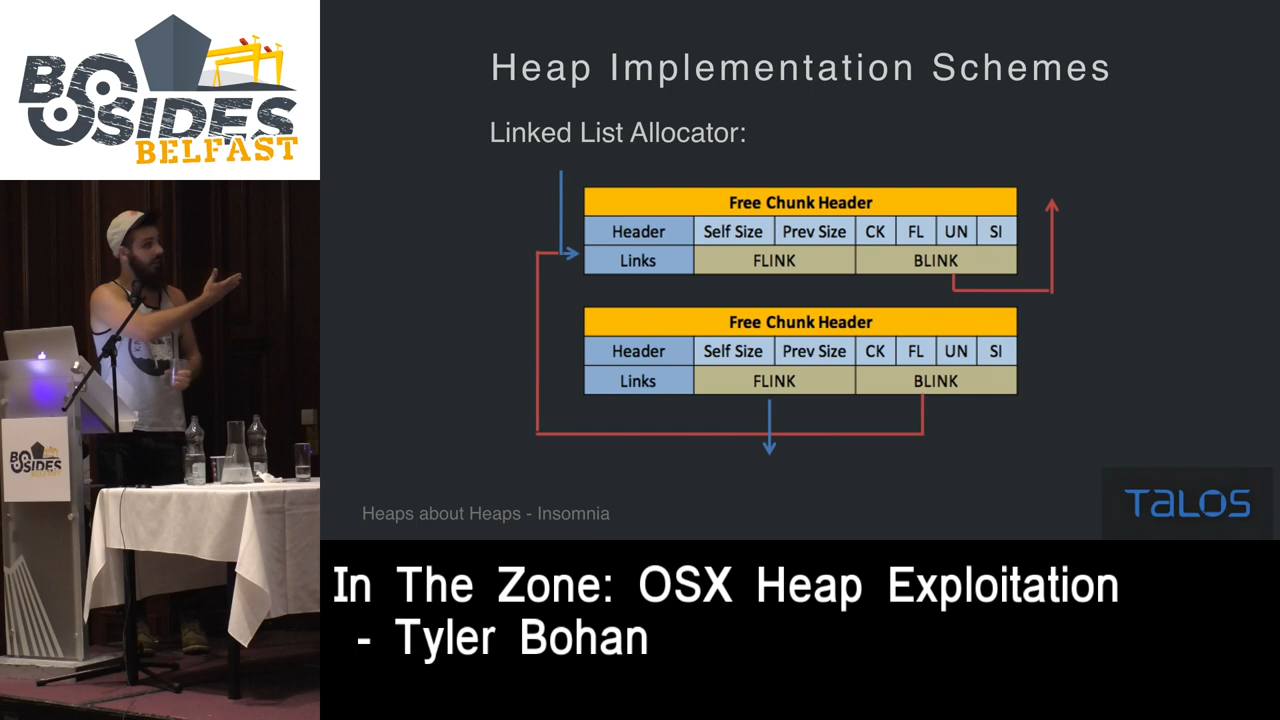 BSIDES
BELFAST
BSIDES
Heap Implementation Schemes
Linked List Allocator:
Free Chunk Header
Header Self Size Prev Size CK FL UN SI
Links FLINK BLINK
Free Chunk Header
Header Self Size Prev Size CK FL UN SI
Links FLINK BLINK
Heaps about Heaps - Insomnia
TALOS
In The Zone: OSX Heap Exploitation
- Tyler Bohan